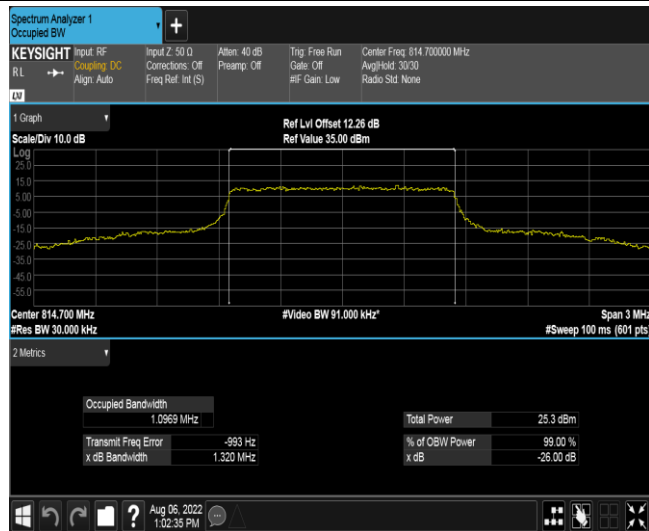 Spectrum Analyzer 1
Occupied BW
+
KEYSIGHT
RL
LXI
Input: RF
Coupling: DC
Align: Auto
Input Z: 50 Ω
Corrections: Off
Freq Ref: Int (S)
Atten: 40 dB
Preamp: Off
Trig: Free Run
Gate: Off
#IF Gain: Low
Center Freq: 814.700000 MHz
Avg|Hold: 30/30
Radio Std: None
1 Graph
Scale/Div 10.0 dB
Ref Lvl Offset 12.26 dB
Ref Value 35.00 dBm
Log
25.0
15.0
5.00
-5.00
-15.0
-25.0
-35.0
-45.0
-55.0
Center 814.700 MHz
#Res BW 30.000 kHz
#Video BW 91.000 kHz*
Span 3 MHz
#Sweep 100 ms (601 pts)
2 Metrics
Occupied Bandwidth
1.0969 MHz
Transmit Freq Error -993 Hz
x dB Bandwidth 1.320 MHz
Total Power 25.3 dBm
% of OBW Power 99.00 %
x dB -26.00 dB
?
Aug 06, 2022
1:02:35 PM